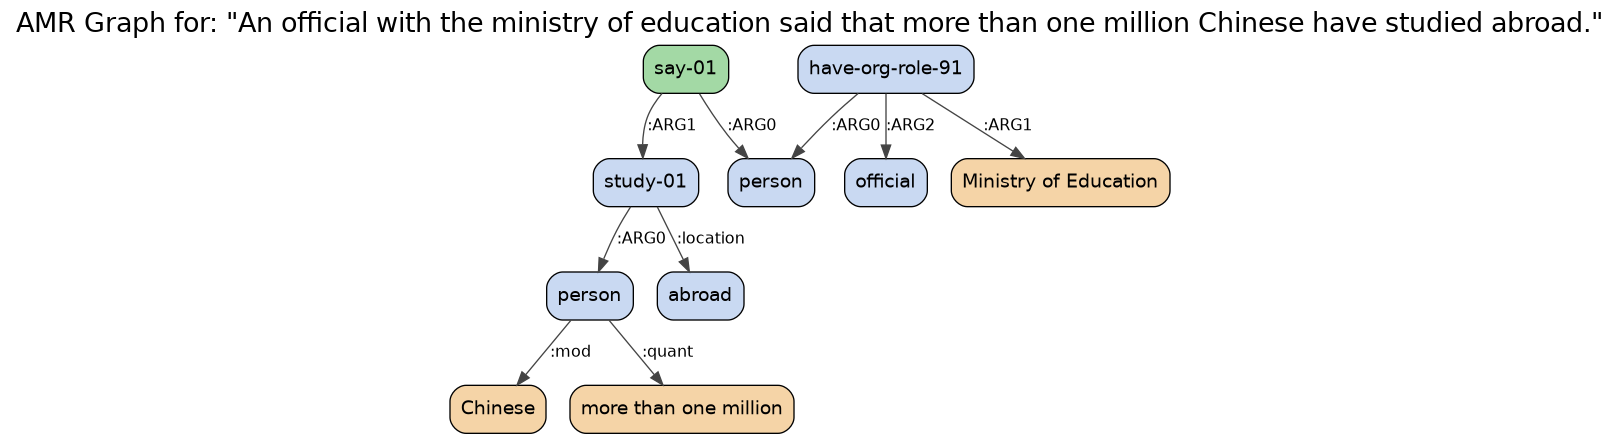 AMR Graph for: "An official with the ministry of education said that more than one million Chinese have studied abroad."
say-01
have-org-role-91
:ARG1
:ARG0
:ARG0
:ARG2
:ARG1
study-01
person
official
Ministry of Education
:ARG0
:location
person
abroad
:mod
:quant
Chinese
more than one million